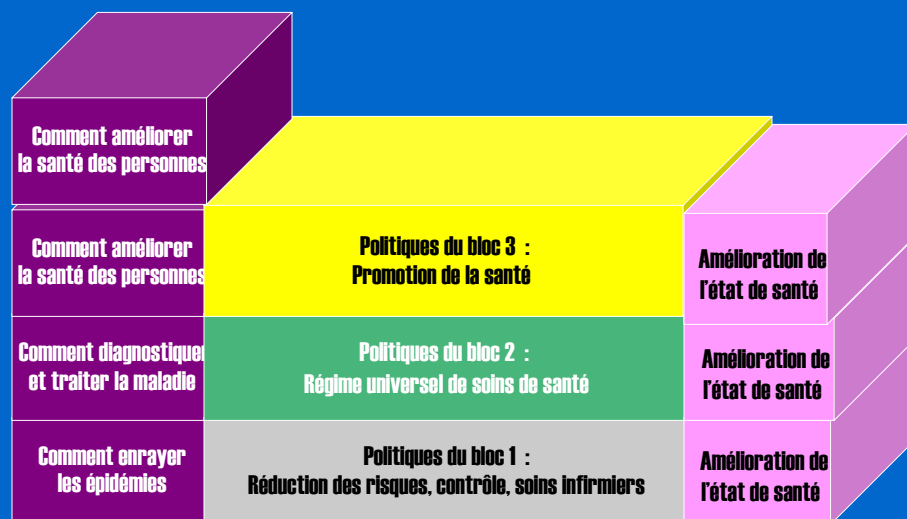 Comment améliorer
la santé des personnes
Comment améliorer
la santé des personnes
Politiques du bloc 3 :
Promotion de la santé
Amélioration de
l'état de santé
Comment diagnostiquer
et traiter la maladie
Politiques du bloc 2 :
Régime universel de soins de santé
Amélioration de
l'état de santé
Comment enrayer
les épidémies
Politiques du bloc 1 :
Réduction des risques, contrôle, soins infirmiers
Amélioration de
l'état de santé